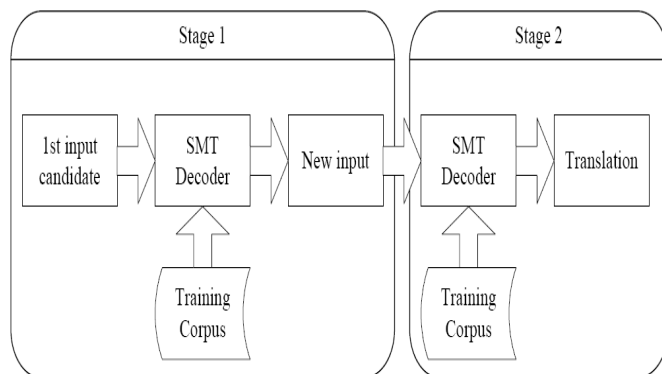 Stage 1
1st input
candidate
SMT
Decoder
New input
Training
Corpus
Stage 2
SMT
Decoder
Translation
Training
Corpus